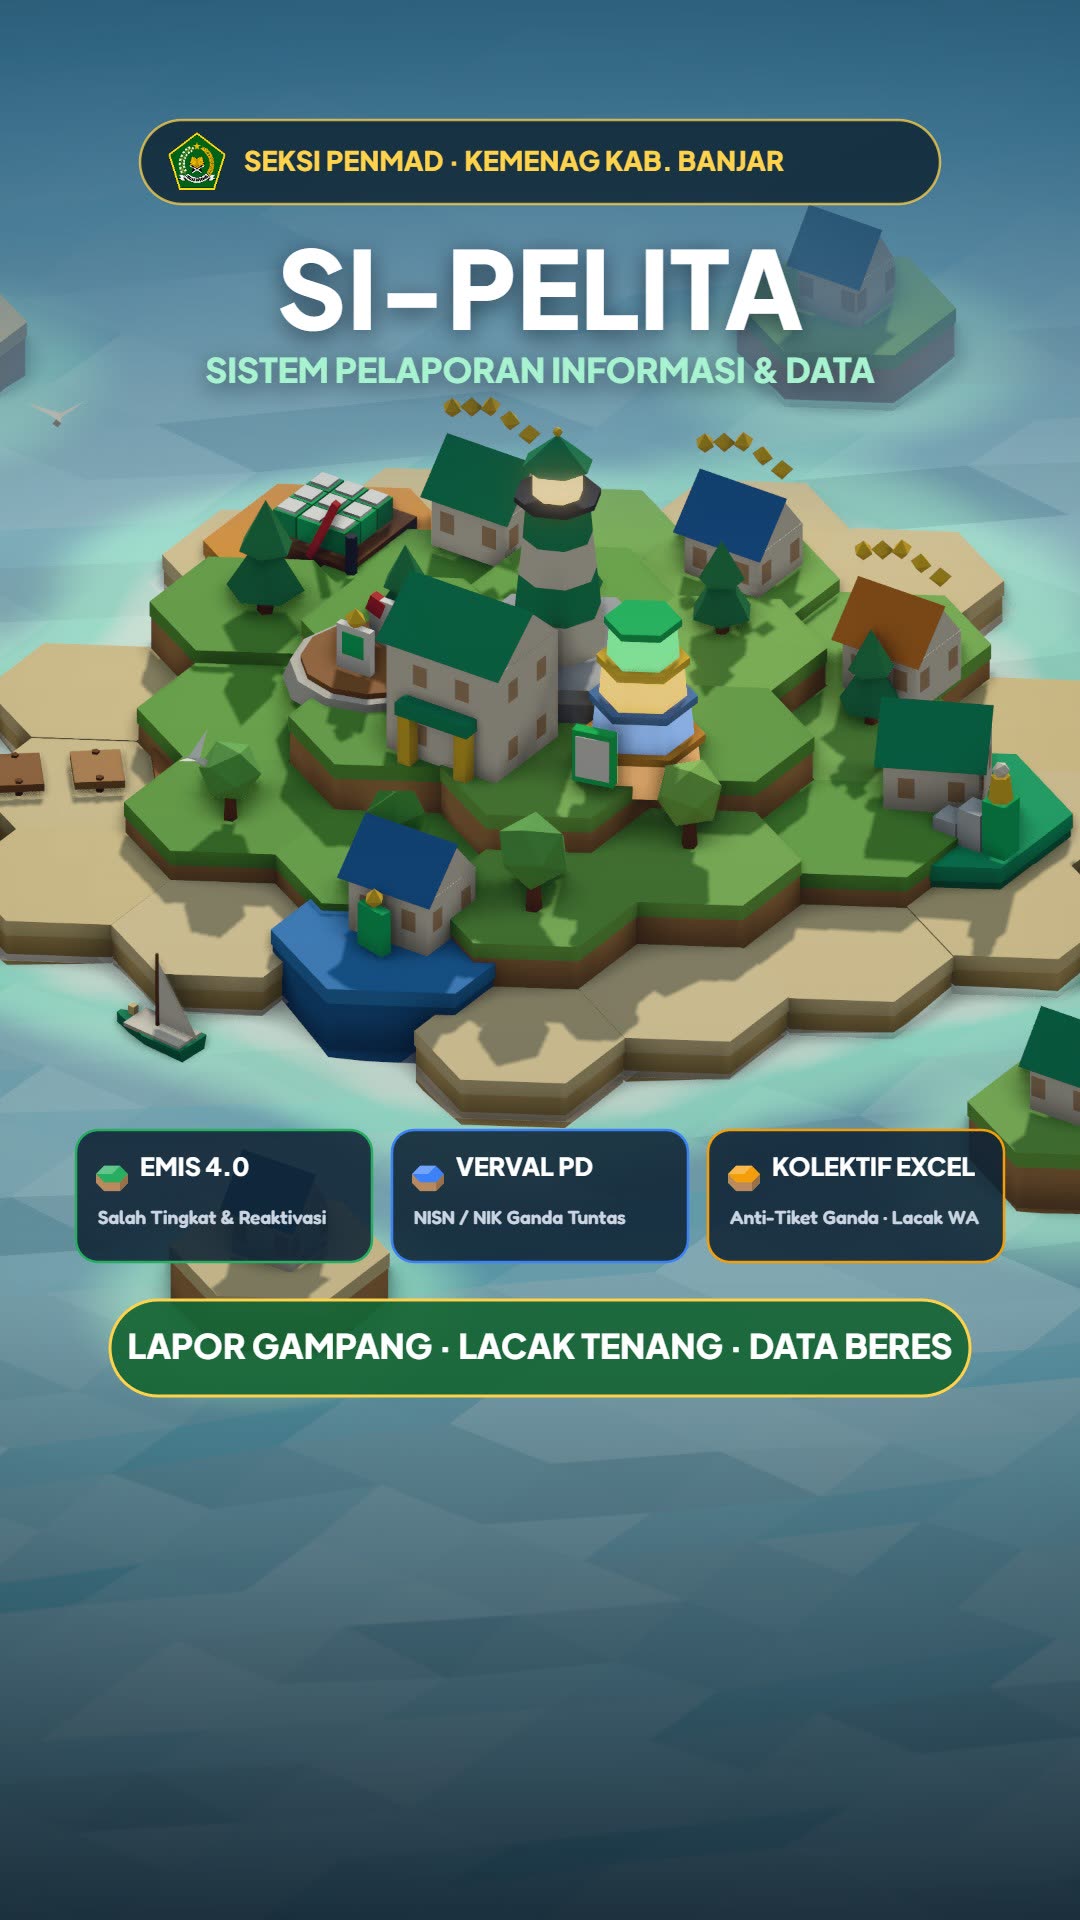 SEKSI PENMAD · KEMENAG KAB. BANJAR
SI-PELITA
SISTEM PELAPORAN INFORMASI & DATA
EMIS 4.0
Salah Tingkat & Reaktivasi
VERVAL PD
NISN / NIK Ganda Tuntas
KOLEKTIF EXCEL
Anti-Tiket Ganda · Lacak WA
LAPOR GAMPANG · LACAK TENANG · DATA BERES